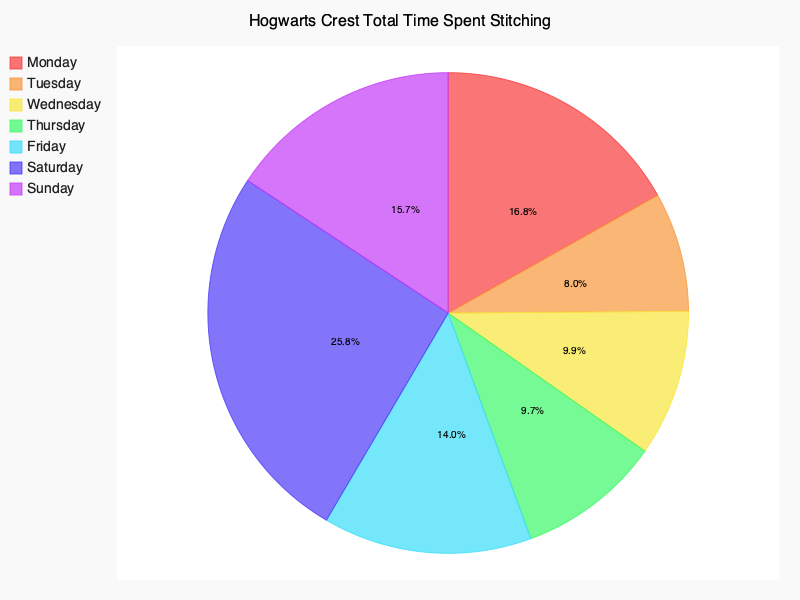 Hogwarts Crest Total Time Spent Stitching
Monday
Tuesday
Wednesday
Thursday
Friday
Saturday
Sunday
15.7%
16.8%
8.0%
25.8%
9.9%
9.7%
14.0%